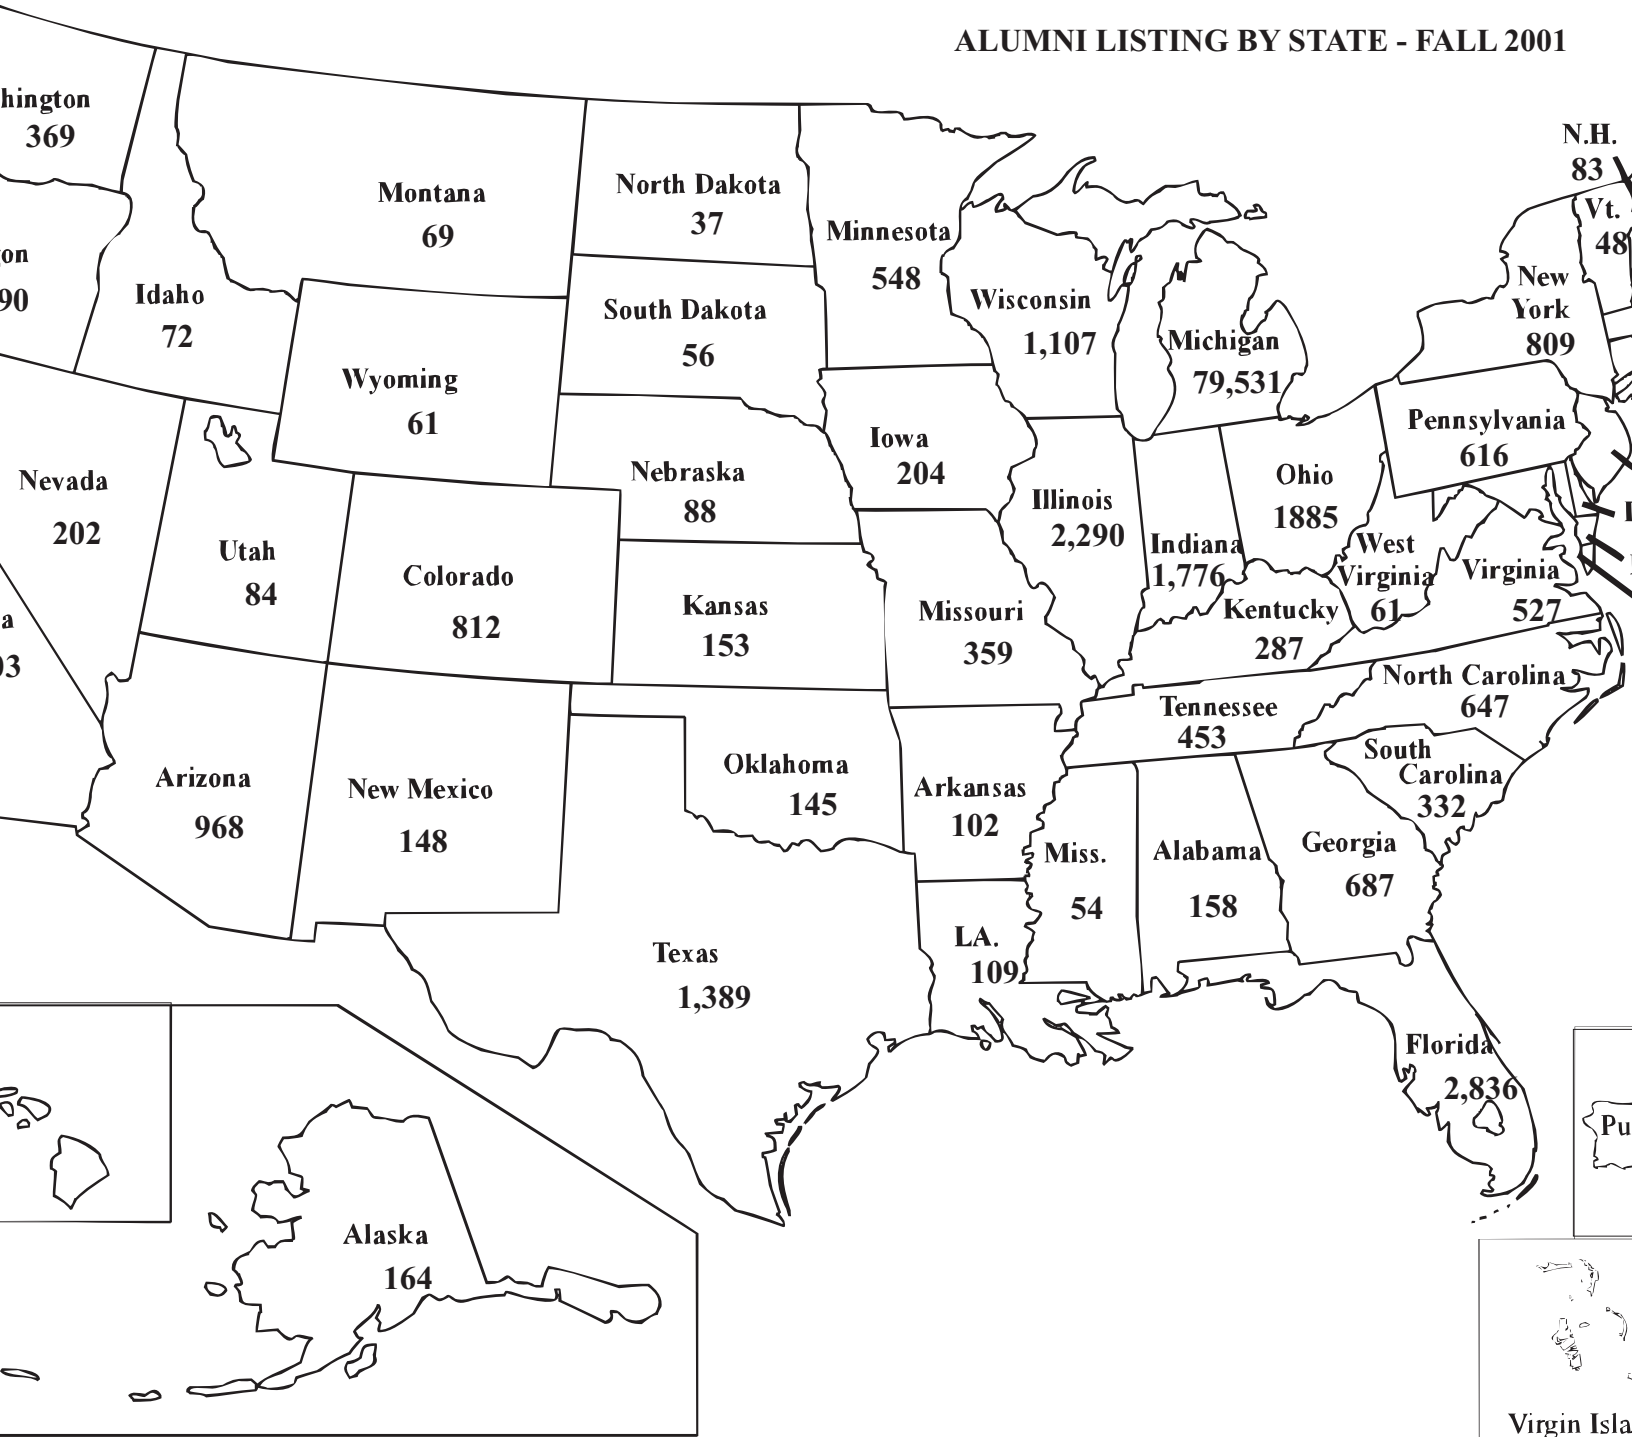 ALUMNI LISTING BY STATE - FALL 2001
hington
369
on
90
a
03
Montana
69
Idaho
72
Wyoming
61
Nevada
202
Utah
84
Colorado
812
Arizona
968
New Mexico
148
North Dakota
37
South Dakota
56
Nebraska
88
Kansas
153
Oklahoma
145
Texas
1,389
Minnesota
548
Iowa
204
Missouri
359
Arkansas
102
LA.
109
Wisconsin
1,107
Illinois
2,290
Michigan
79,531
Indiana
1,776
Ohio
1885
Kentucky
287
Tennessee
453
Miss.
54
Alabama
158
Georgia
687
Florida
2,836
South
Carolina
332
North Carolina
647
Virginia
527
West
Virginia
61
Pennsylvania
616
New
York
809
Vt.
48
N.H.
83
Alaska
164
Pu
Virgin Isla